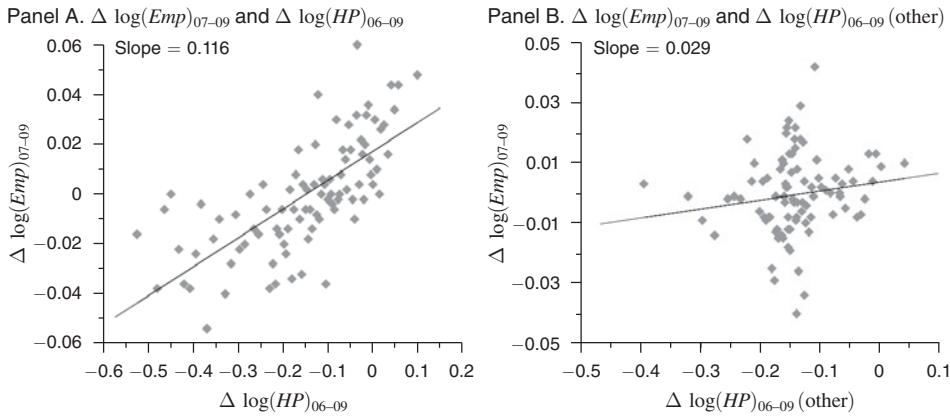 Panel A. Δ log(Emp)07–09 and Δ log(HP)06–09
Slope = 0.116
0.06
0.04
0.02
0
−0.02
−0.04
−0.06
Δ log(Emp)07–09
−0.6 −0.5 −0.4 −0.3 −0.2 −0.1 0 0.1 0.2
Δ log(HP)06–09
Panel B. Δ log(Emp)07–09 and Δ log(HP)06–09 (other)
Slope = 0.029
0.05
0.03
0.01
−0.01
−0.03
−0.05
Δ log(Emp)07–09
−0.5 −0.4 −0.3 −0.2 −0.1 0 0.1
Δ log(HP)06–09 (other)